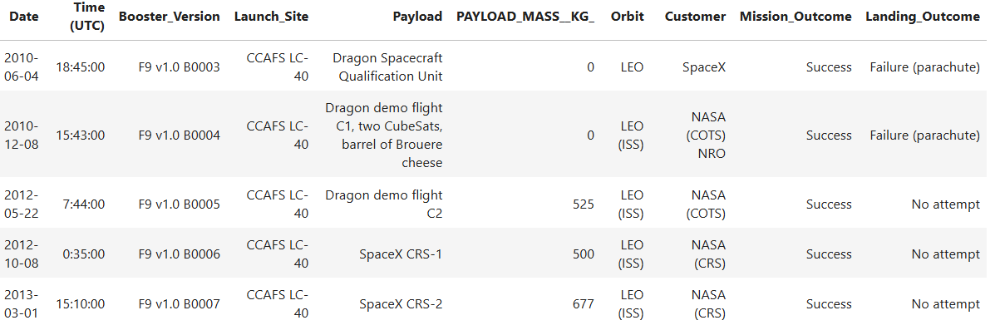 Date Time (UTC) Booster_Version Launch_Site Payload PAYLOAD_MASS__KG_ Orbit Customer Mission_Outcome Landing_Outcome
2010-06-04 18:45:00 F9 v1.0 B0003 CCAFS LC-40 Dragon Spacecraft Qualification Unit 0 LEO SpaceX Success Failure (parachute)
2010-12-08 15:43:00 F9 v1.0 B0004 CCAFS LC-40 Dragon demo flight C1, two CubeSats, barrel of Brouere cheese 0 LEO (ISS) NASA (COTS) NRO Success Failure (parachute)
2012-05-22 7:44:00 F9 v1.0 B0005 CCAFS LC-40 Dragon demo flight C2 525 LEO (ISS) NASA (COTS) Success No attempt
2012-10-08 0:35:00 F9 v1.0 B0006 CCAFS LC-40 SpaceX CRS-1 500 LEO (ISS) NASA (CRS) Success No attempt
2013-03-01 15:10:00 F9 v1.0 B0007 CCAFS LC-40 SpaceX CRS-2 677 LEO (ISS) NASA (CRS) Success No attempt